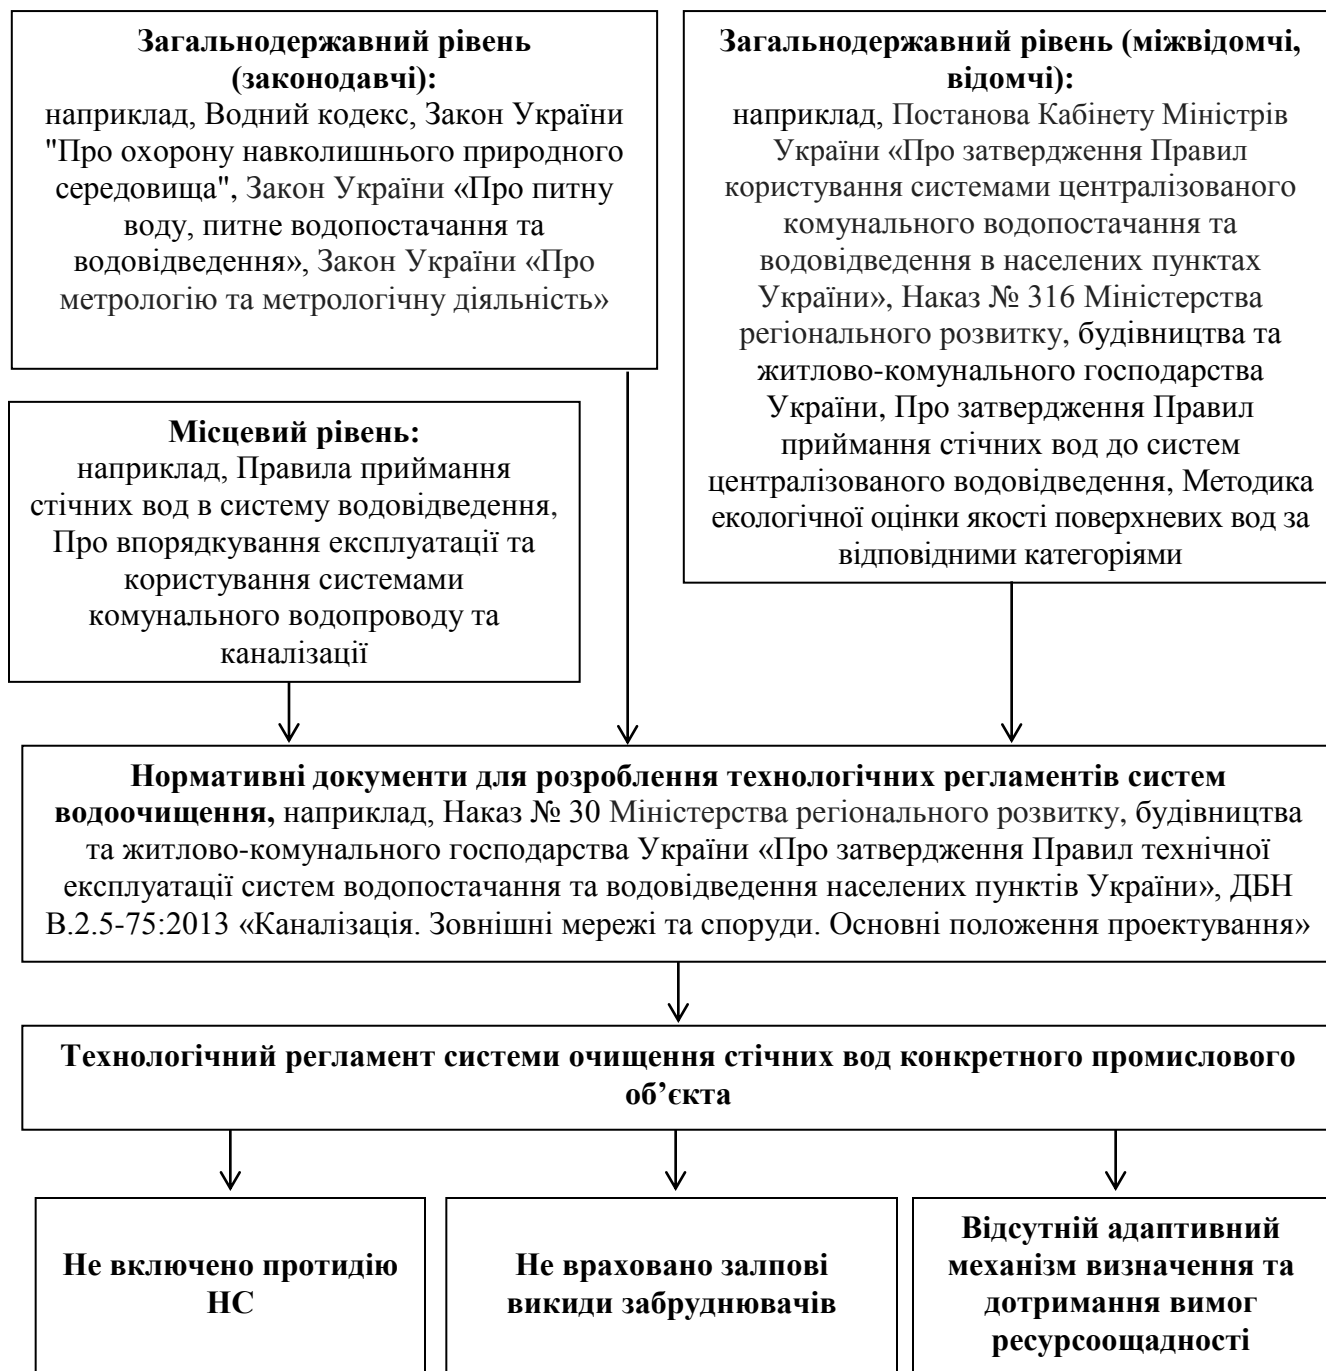 Загальнодержавний рівень
(законодавчі):
наприклад, Водний кодекс, Закон України
"Про охорону навколишнього природного
середовища", Закон України «Про питну
воду, питне водопостачання та
водовідведення», Закон України «Про
метрологію та метрологічну діяльність»
Загальнодержавний рівень (міжвідомчі,
відомчі):
наприклад, Постанова Кабінету Міністрів
України «Про затвердження Правил
користування системами централізованого
комунального водопостачання та
водовідведення в населених пунктах
України», Наказ № 316 Міністерства
регіонального розвитку, будівництва та
житлово-комунального господарства
України, Про затвердження Правил
приймання стічних вод до систем
централізованого водовідведення, Методика
екологічної оцінки якості поверхневих вод за
відповідними категоріями
Місцевий рівень:
наприклад, Правила приймання
стічних вод в систему водовідведення,
Про впорядкування експлуатації та
користування системами
комунального водопроводу та
каналізації
Нормативні документи для розроблення технологічних регламентів систем
водоочищення, наприклад, Наказ № 30 Міністерства регіонального розвитку, будівництва
та житлово-комунального господарства України «Про затвердження Правил технічної
експлуатації систем водопостачання та водовідведення населених пунктів України», ДБН
В.2.5-75:2013 «Каналізація. Зовнішні мережі та споруди. Основні положення проектування»
Технологічний регламент системи очищення стічних вод конкретного промислового
об’єкта
Не включено протидію
НС
Не враховано залпові
викиди забруднювачів
Відсутній адаптивний
механізм визначення та
дотримання вимог
ресурсоощадності